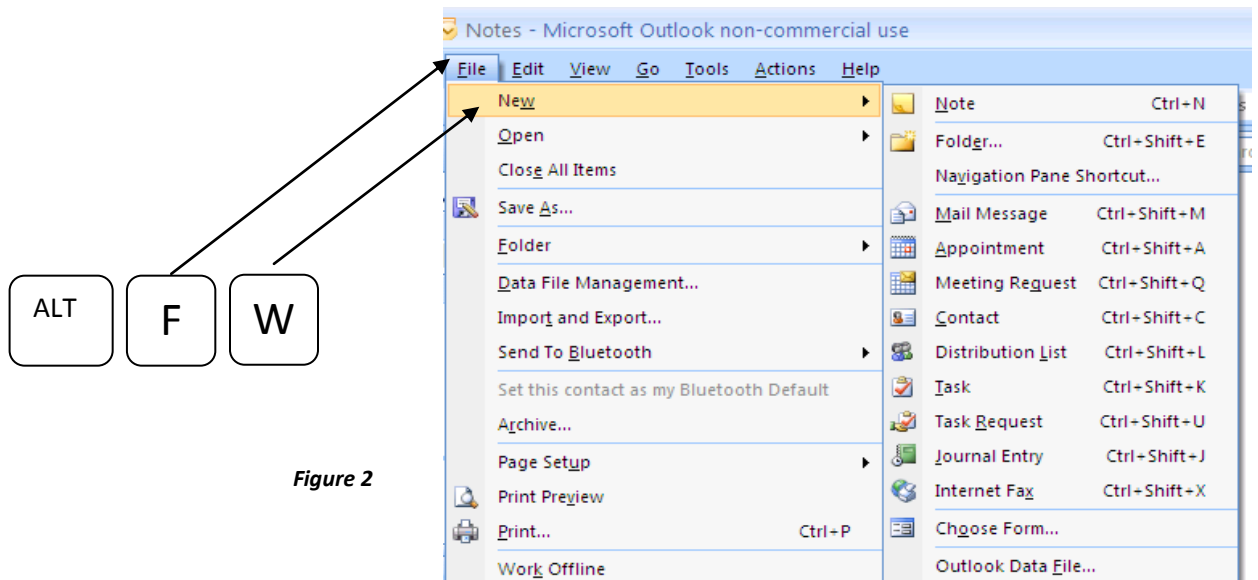 Notes - Microsoft Outlook non-commercial use
File Edit View Go Tools Actions Help
New
Open
Close All Items
Save As...
Folder
Data File Management...
Import and Export...
Send To Bluetooth
Set this contact as my Bluetooth Default
Archive...
Page Setup
Print Preview
Print... Ctrl+P
Work Offline
Note Ctrl+N
Folder... Ctrl+Shift+E
Navigation Pane Shortcut...
Mail Message Ctrl+Shift+M
Appointment Ctrl+Shift+A
Meeting Request Ctrl+Shift+Q
Contact Ctrl+Shift+C
Distribution List Ctrl+Shift+L
Task Ctrl+Shift+K
Task Request Ctrl+Shift+U
Journal Entry Ctrl+Shift+J
Internet Fax Ctrl+Shift+X
Choose Form...
Outlook Data File...
ALT F W
Figure 2